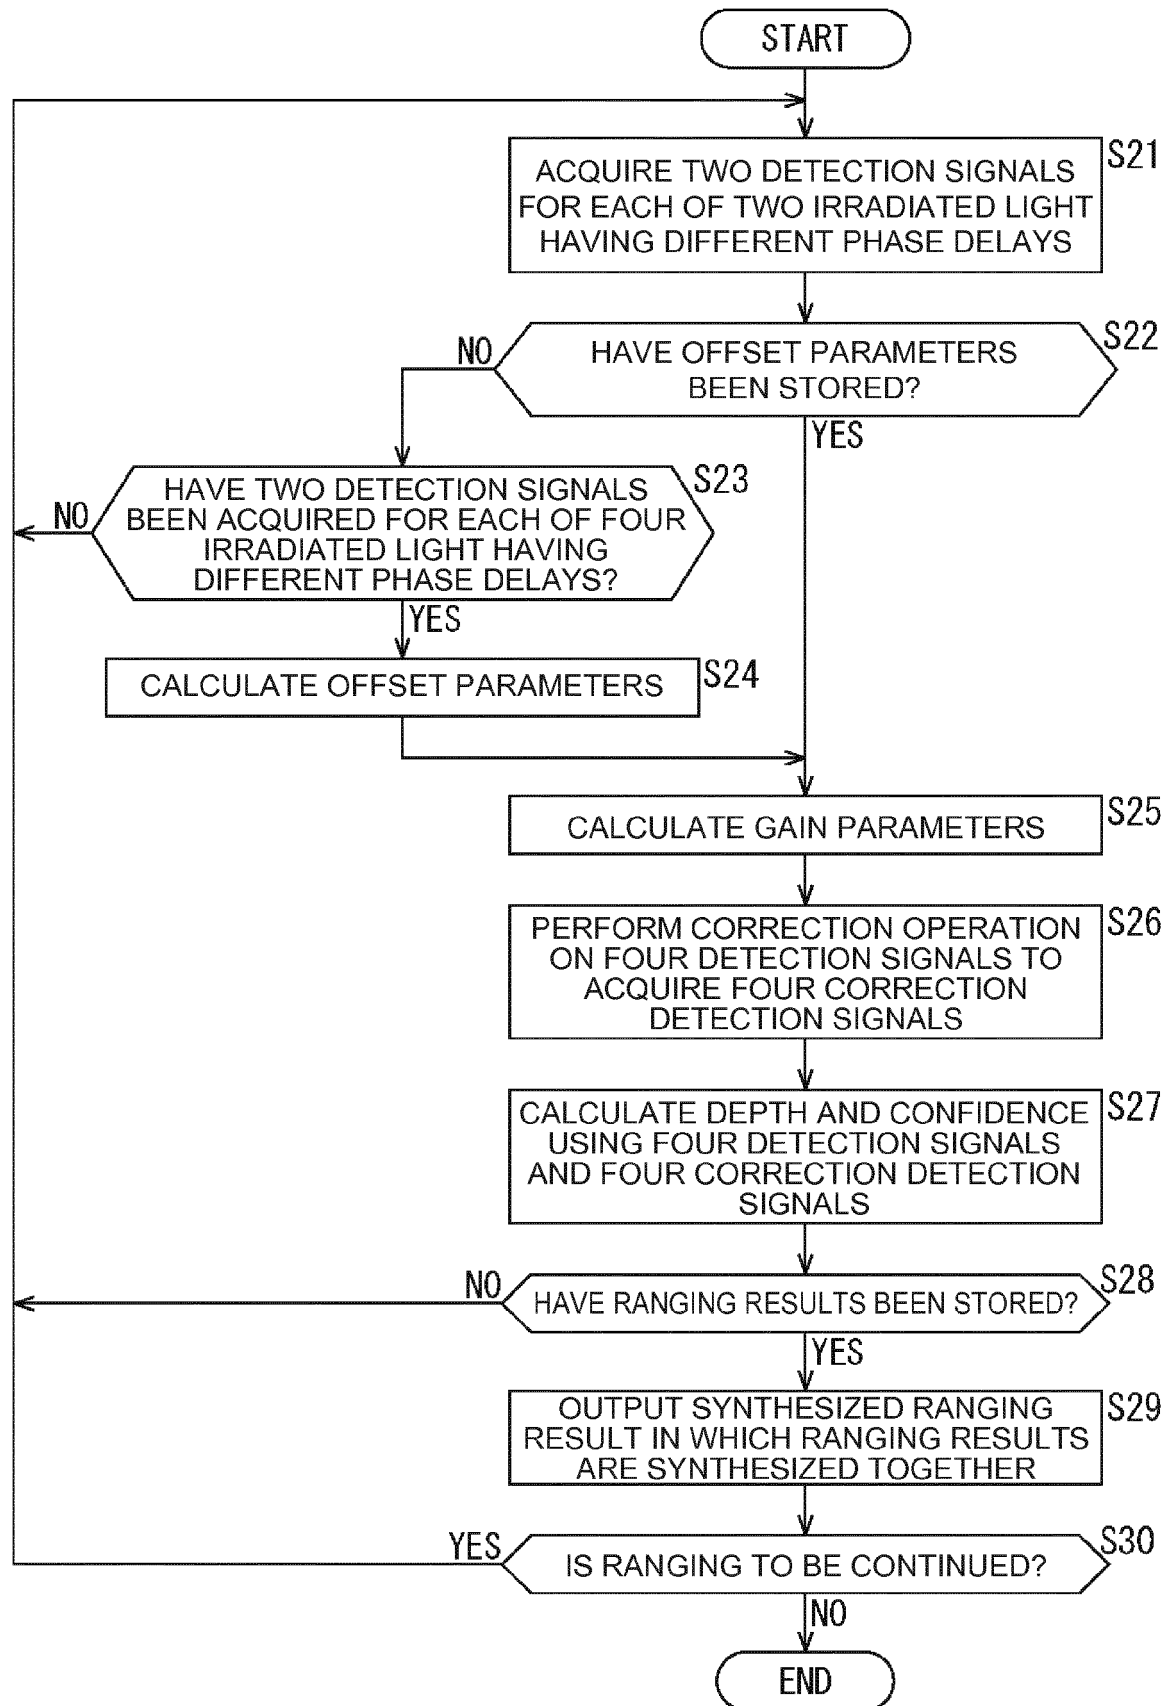 START
S21
ACQUIRE TWO DETECTION SIGNALS
FOR EACH OF TWO IRRADIATED LIGHT
HAVING DIFFERENT PHASE DELAYS
S22
NO
HAVE OFFSET PARAMETERS
BEEN STORED?
YES
S23
NO
HAVE TWO DETECTION SIGNALS
BEEN ACQUIRED FOR EACH OF FOUR
IRRADIATED LIGHT HAVING
DIFFERENT PHASE DELAYS?
YES
S24
CALCULATE OFFSET PARAMETERS
S25
CALCULATE GAIN PARAMETERS
S26
PERFORM CORRECTION OPERATION
ON FOUR DETECTION SIGNALS TO
ACQUIRE FOUR CORRECTION
DETECTION SIGNALS
S27
CALCULATE DEPTH AND CONFIDENCE
USING FOUR DETECTION SIGNALS
AND FOUR CORRECTION DETECTION
SIGNALS
S28
NO
HAVE RANGING RESULTS BEEN STORED?
YES
S29
OUTPUT SYNTHESIZED RANGING
RESULT IN WHICH RANGING RESULTS
ARE SYNTHESIZED TOGETHER
S30
YES
IS RANGING TO BE CONTINUED?
NO
END